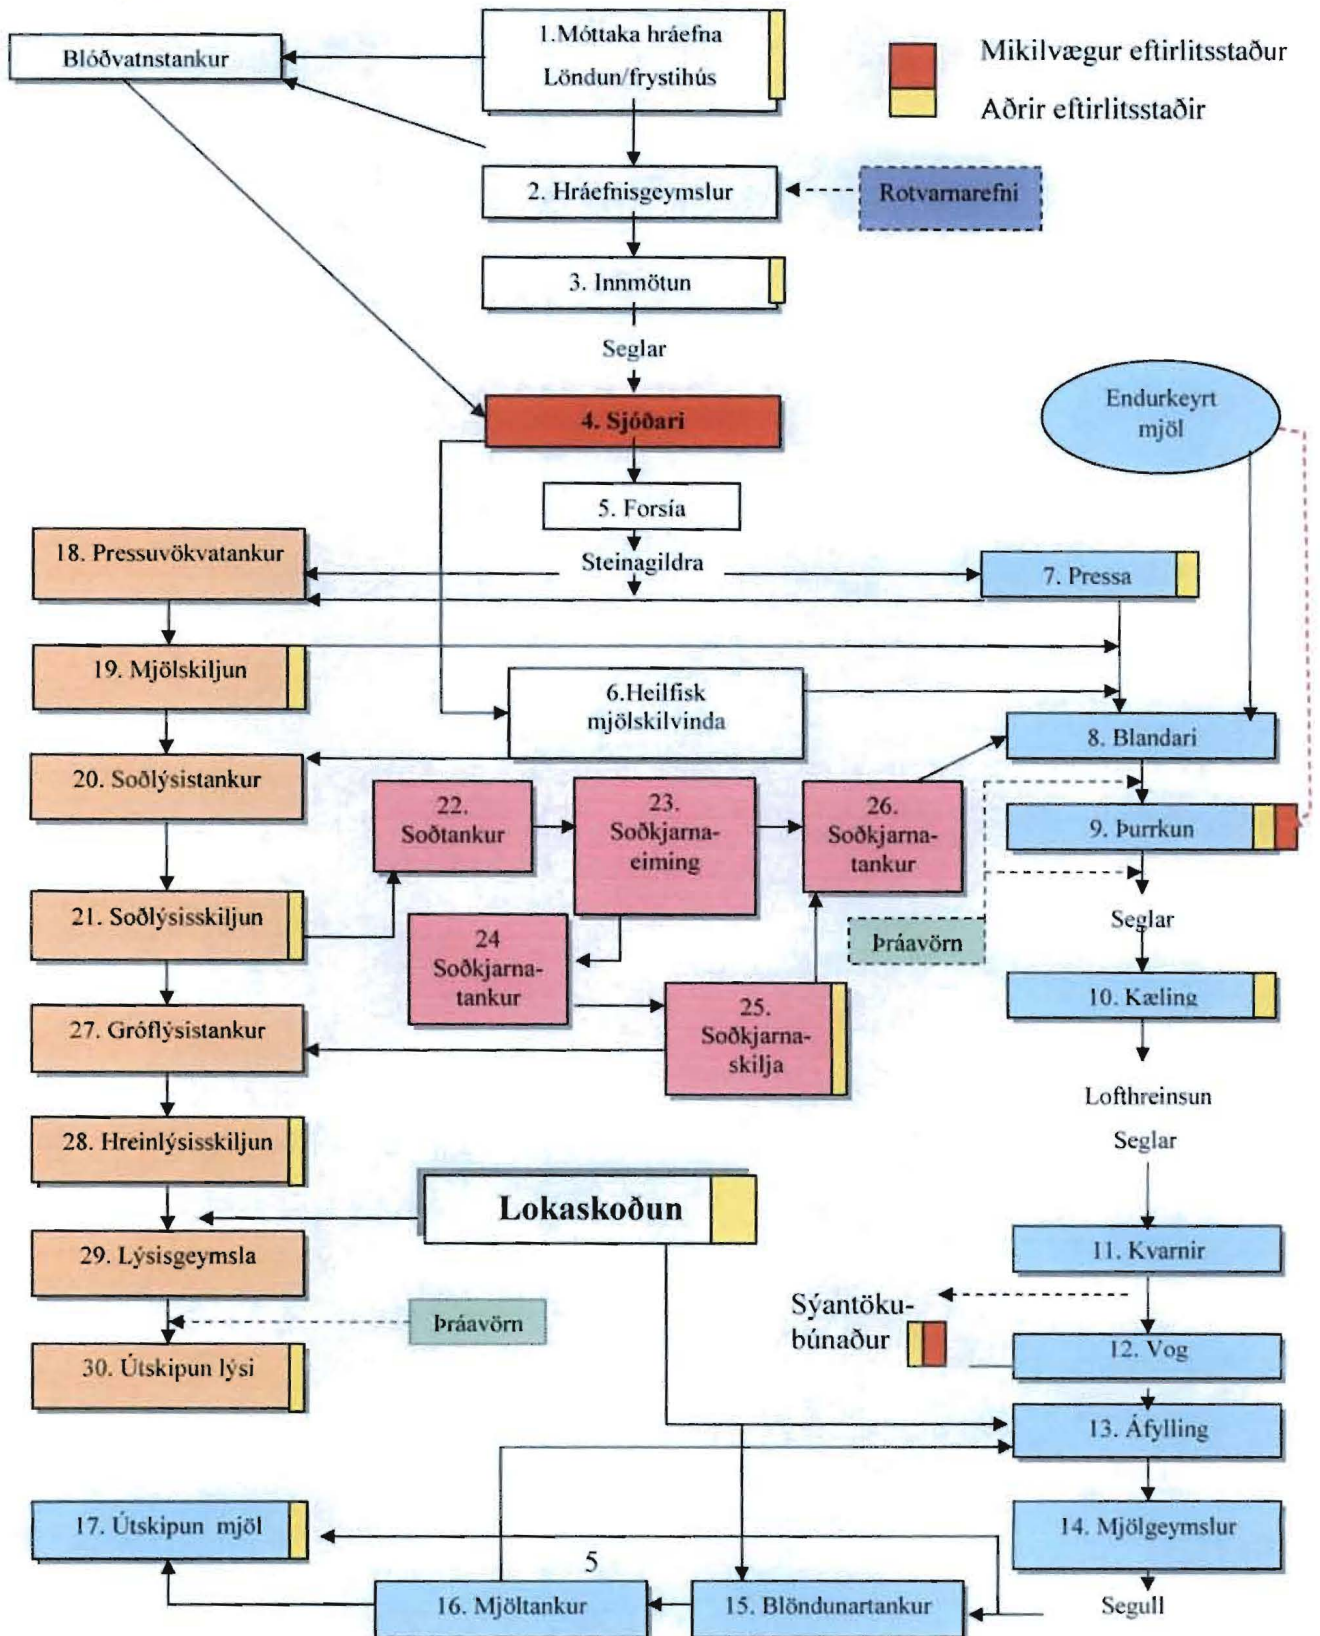 1.Móttaka hráefna
Löndun/frystihús
Blóðvatnstankur
Mikilvægur eftirlitsstaður
Aðrir eftirlitsstaðir
2. Hráefnisgeymslur
Rotvarnarefni
3. Innmötun
Seglar
4. Sjóðari
Endurkeyrt
mjöl
5. Forsía
Steinagildra
18. Pressuvökvatankur
7. Pressa
19. Mjölskiljun
6.Heilfisk
mjölskilvinda
8. Blandari
20. Soðlýsistankur
22.
Soðtankur
23.
Soðkjarna-
eiming
26.
Soðkjarna-
tankur
9. Þurrkun
21. Soðlýsisskiljun
24
Soðkjarna-
tankur
Þráavörn
Seglar
10. Kæling
25.
Soðkjarna-
skilja
27. Gróflýsistankur
Lofthreinsun
Seglar
28. Hreinlýsisskiljun
Lokaskoðun
29. Lýsisgeymsla
11. Kvarnir
Sýantöku-
búnaður
Þráavörn
12. Vog
30. Útskipun lýsi
13. Áfylling
17. Útskipun mjöl
14. Mjölgeymslur
5
16. Mjöltankur
15. Blöndunartankur
Segull